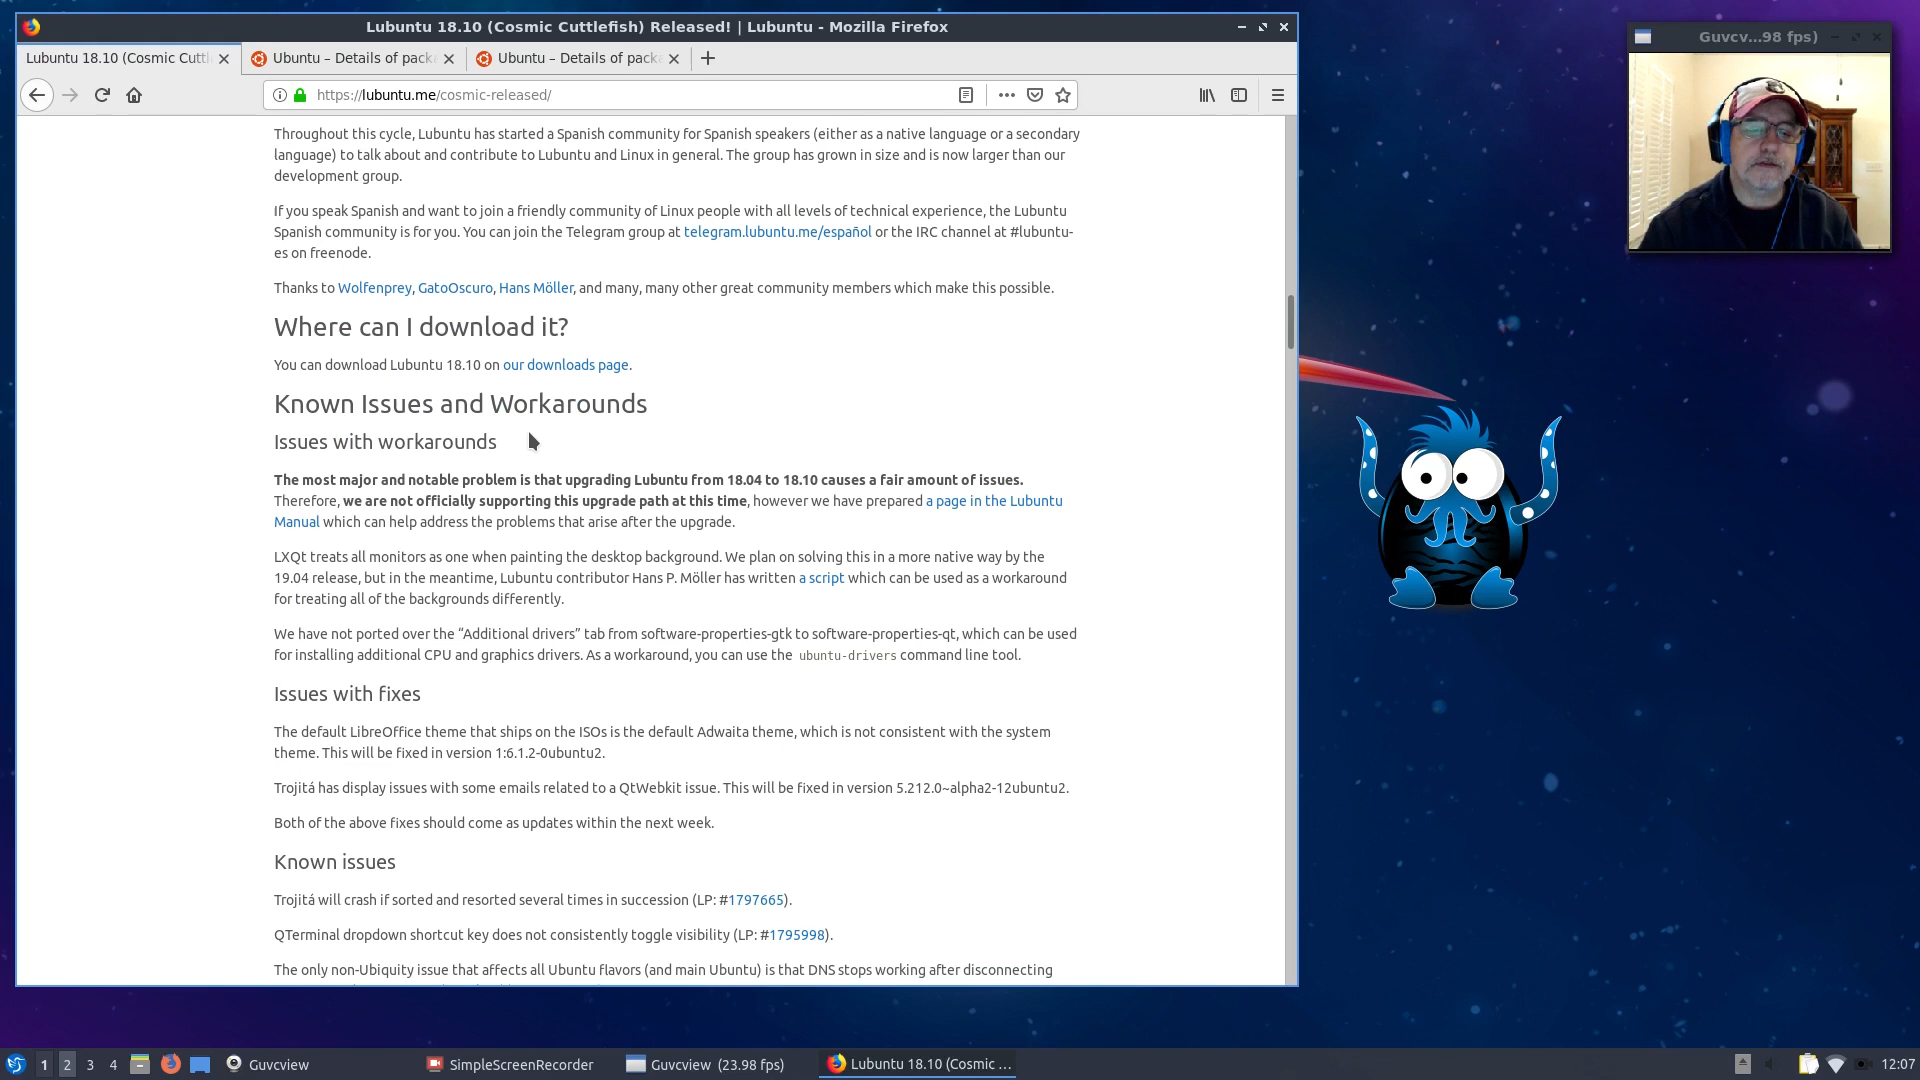 Lubuntu 18.10 (Cosmic Cuttlefish) Released! | Lubuntu - Mozilla Firefox
Guvcv...98 fps)
Lubuntu 18.10 (Cosmic Cuttl
Ubuntu – Details of pack
Ubuntu – Details of packa
https://lubuntu.me/cosmic-released/
Throughout this cycle, Lubuntu has started a Spanish community for Spanish speakers (either as a native language or a secondary
language) to talk about and contribute to Lubuntu and Linux in general. The group has grown in size and is now larger than our
development group.
If you speak Spanish and want to join a friendly community of Linux people with all levels of technical experience, the Lubuntu
Spanish community is for you. You can join the Telegram group at telegram.lubuntu.me/español or the IRC channel at #lubuntu-
es on freenode.
Thanks to Wolfenprey, GatoOscuro, Hans Möller, and many, many other great community members which make this possible.
Where can I download it?
You can download Lubuntu 18.10 on our downloads page.
Known Issues and Workarounds
Issues with workarounds
The most major and notable problem is that upgrading Lubuntu from 18.04 to 18.10 causes a fair amount of issues.
Therefore, we are not officially supporting this upgrade path at this time, however we have prepared a page in the Lubuntu
Manual which can help address the problems that arise after the upgrade.
LXQt treats all monitors as one when painting the desktop background. We plan on solving this in a more native way by the
19.04 release, but in the meantime, Lubuntu contributor Hans P. Möller has written a script which can be used as a workaround
for treating all of the backgrounds differently.
We have not ported over the “Additional drivers” tab from software-properties-gtk to software-properties-qt, which can be used
for installing additional CPU and graphics drivers. As a workaround, you can use the ubuntu-drivers command line tool.
Issues with fixes
The default LibreOffice theme that ships on the ISOs is the default Adwaita theme, which is not consistent with the system
theme. This will be fixed in version 1:6.1.2-0ubuntu2.
Trojitá has display issues with some emails related to a QtWebkit issue. This will be fixed in version 5.212.0~alpha2-12ubuntu2.
Both of the above fixes should come as updates within the next week.
Known issues
Trojitá will crash if sorted and resorted several times in succession (LP: #1797665).
QTerminal dropdown shortcut key does not consistently toggle visibility (LP: #1795998).
The only non-Ubiquity issue that affects all Ubuntu flavors (and main Ubuntu) is that DNS stops working after disconnecting
1 2 3 4 Guvcview SimpleScreenRecorder Guvcview (23.98 fps) Lubuntu 18.10 (Cosmic ... 12:07